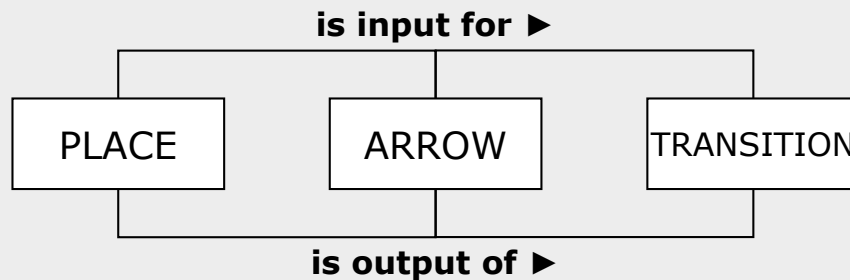 is input for ►
PLACE ARROW TRANSITION
is output of ►